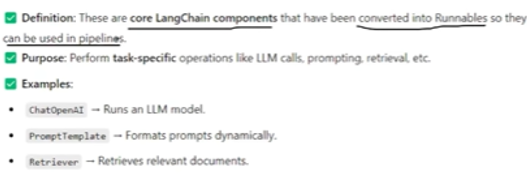 ✅ Definition: These are core LangChain components that have been converted into Runnables so they
can be used in pipelines.
✅ Purpose: Perform task-specific operations like LLM calls, prompting, retrieval, etc.
✅ Examples:
• ChatOpenAI → Runs an LLM model.
• PromptTemplate → Formats prompts dynamically.
• Retriever → Retrieves relevant documents.